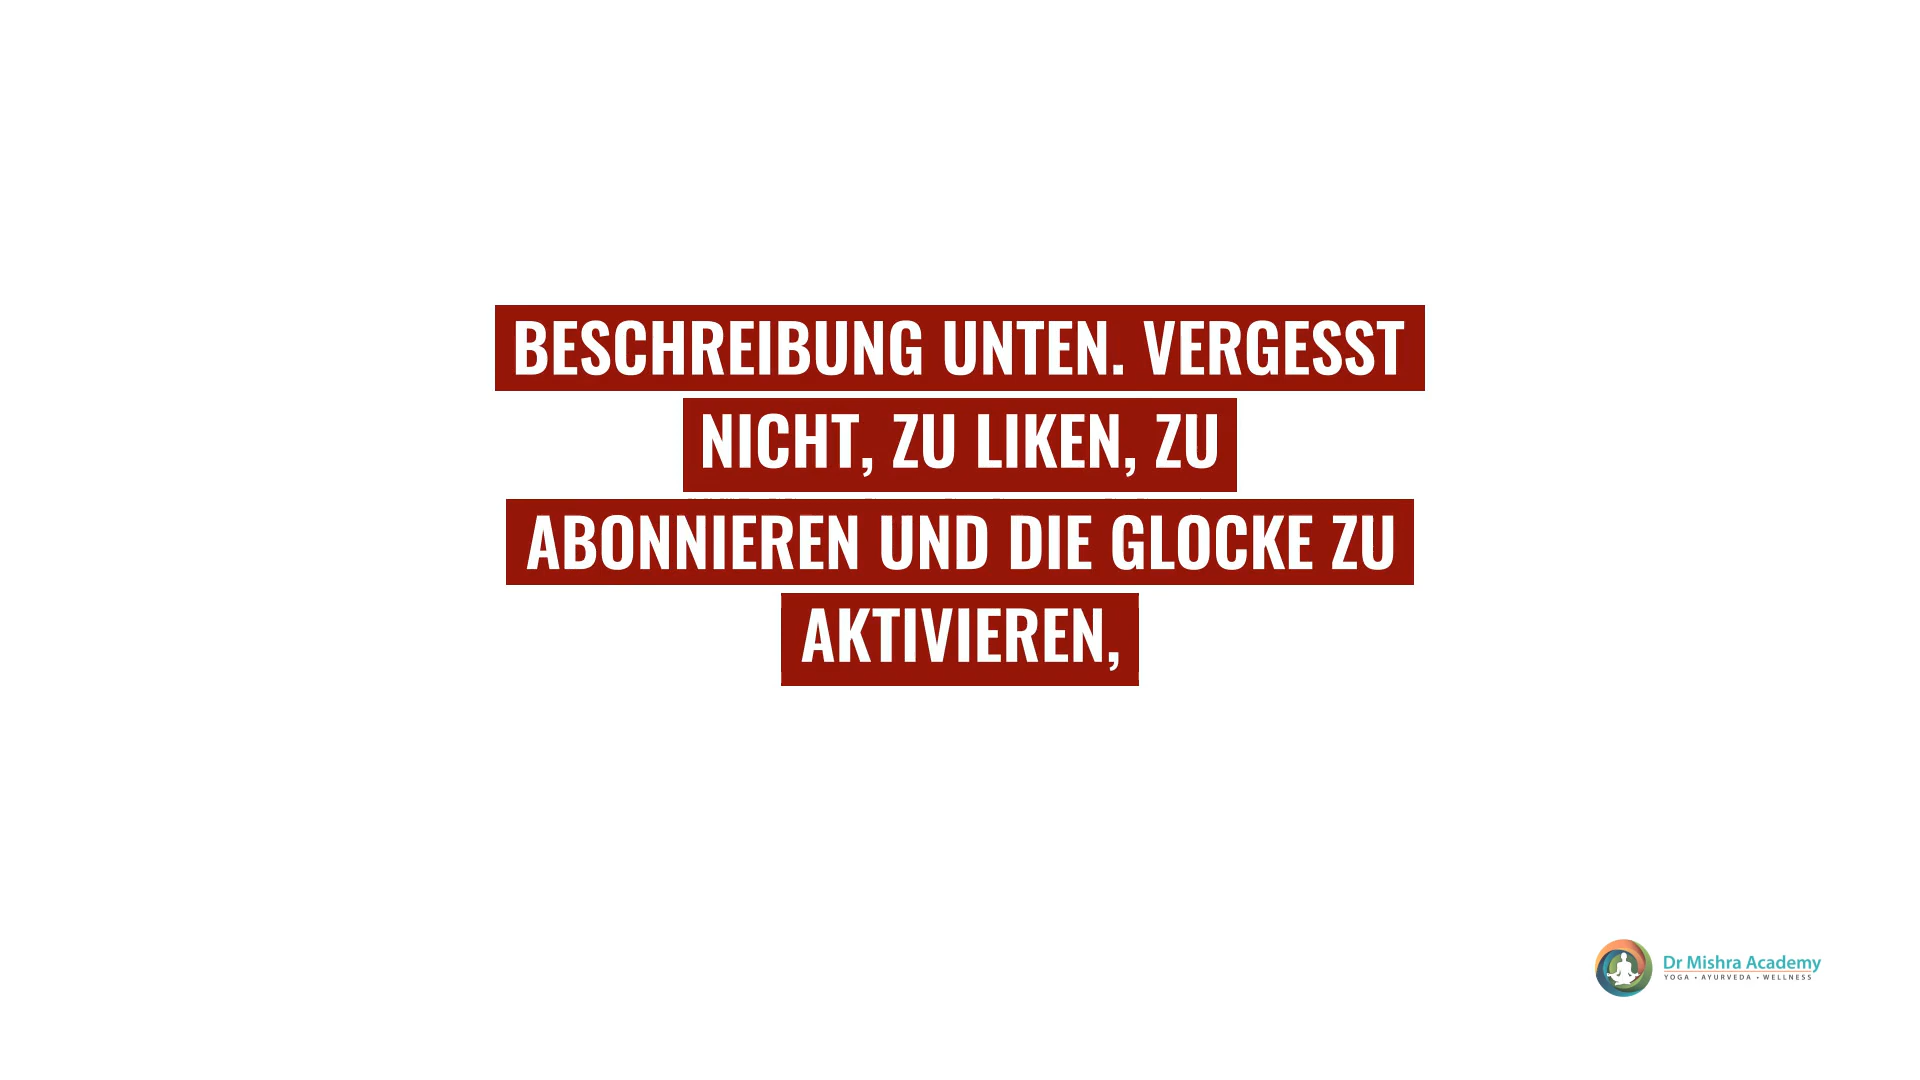 BESCHREIBUNG UNTEN. VERGESST
NICHT, ZU LIKEN, ZU
ABONNIEREN UND DIE GLOCKE ZU
AKTIVIEREN,
Dr Mishra Academy
YOGA • AYURVEDA • WELLNESS